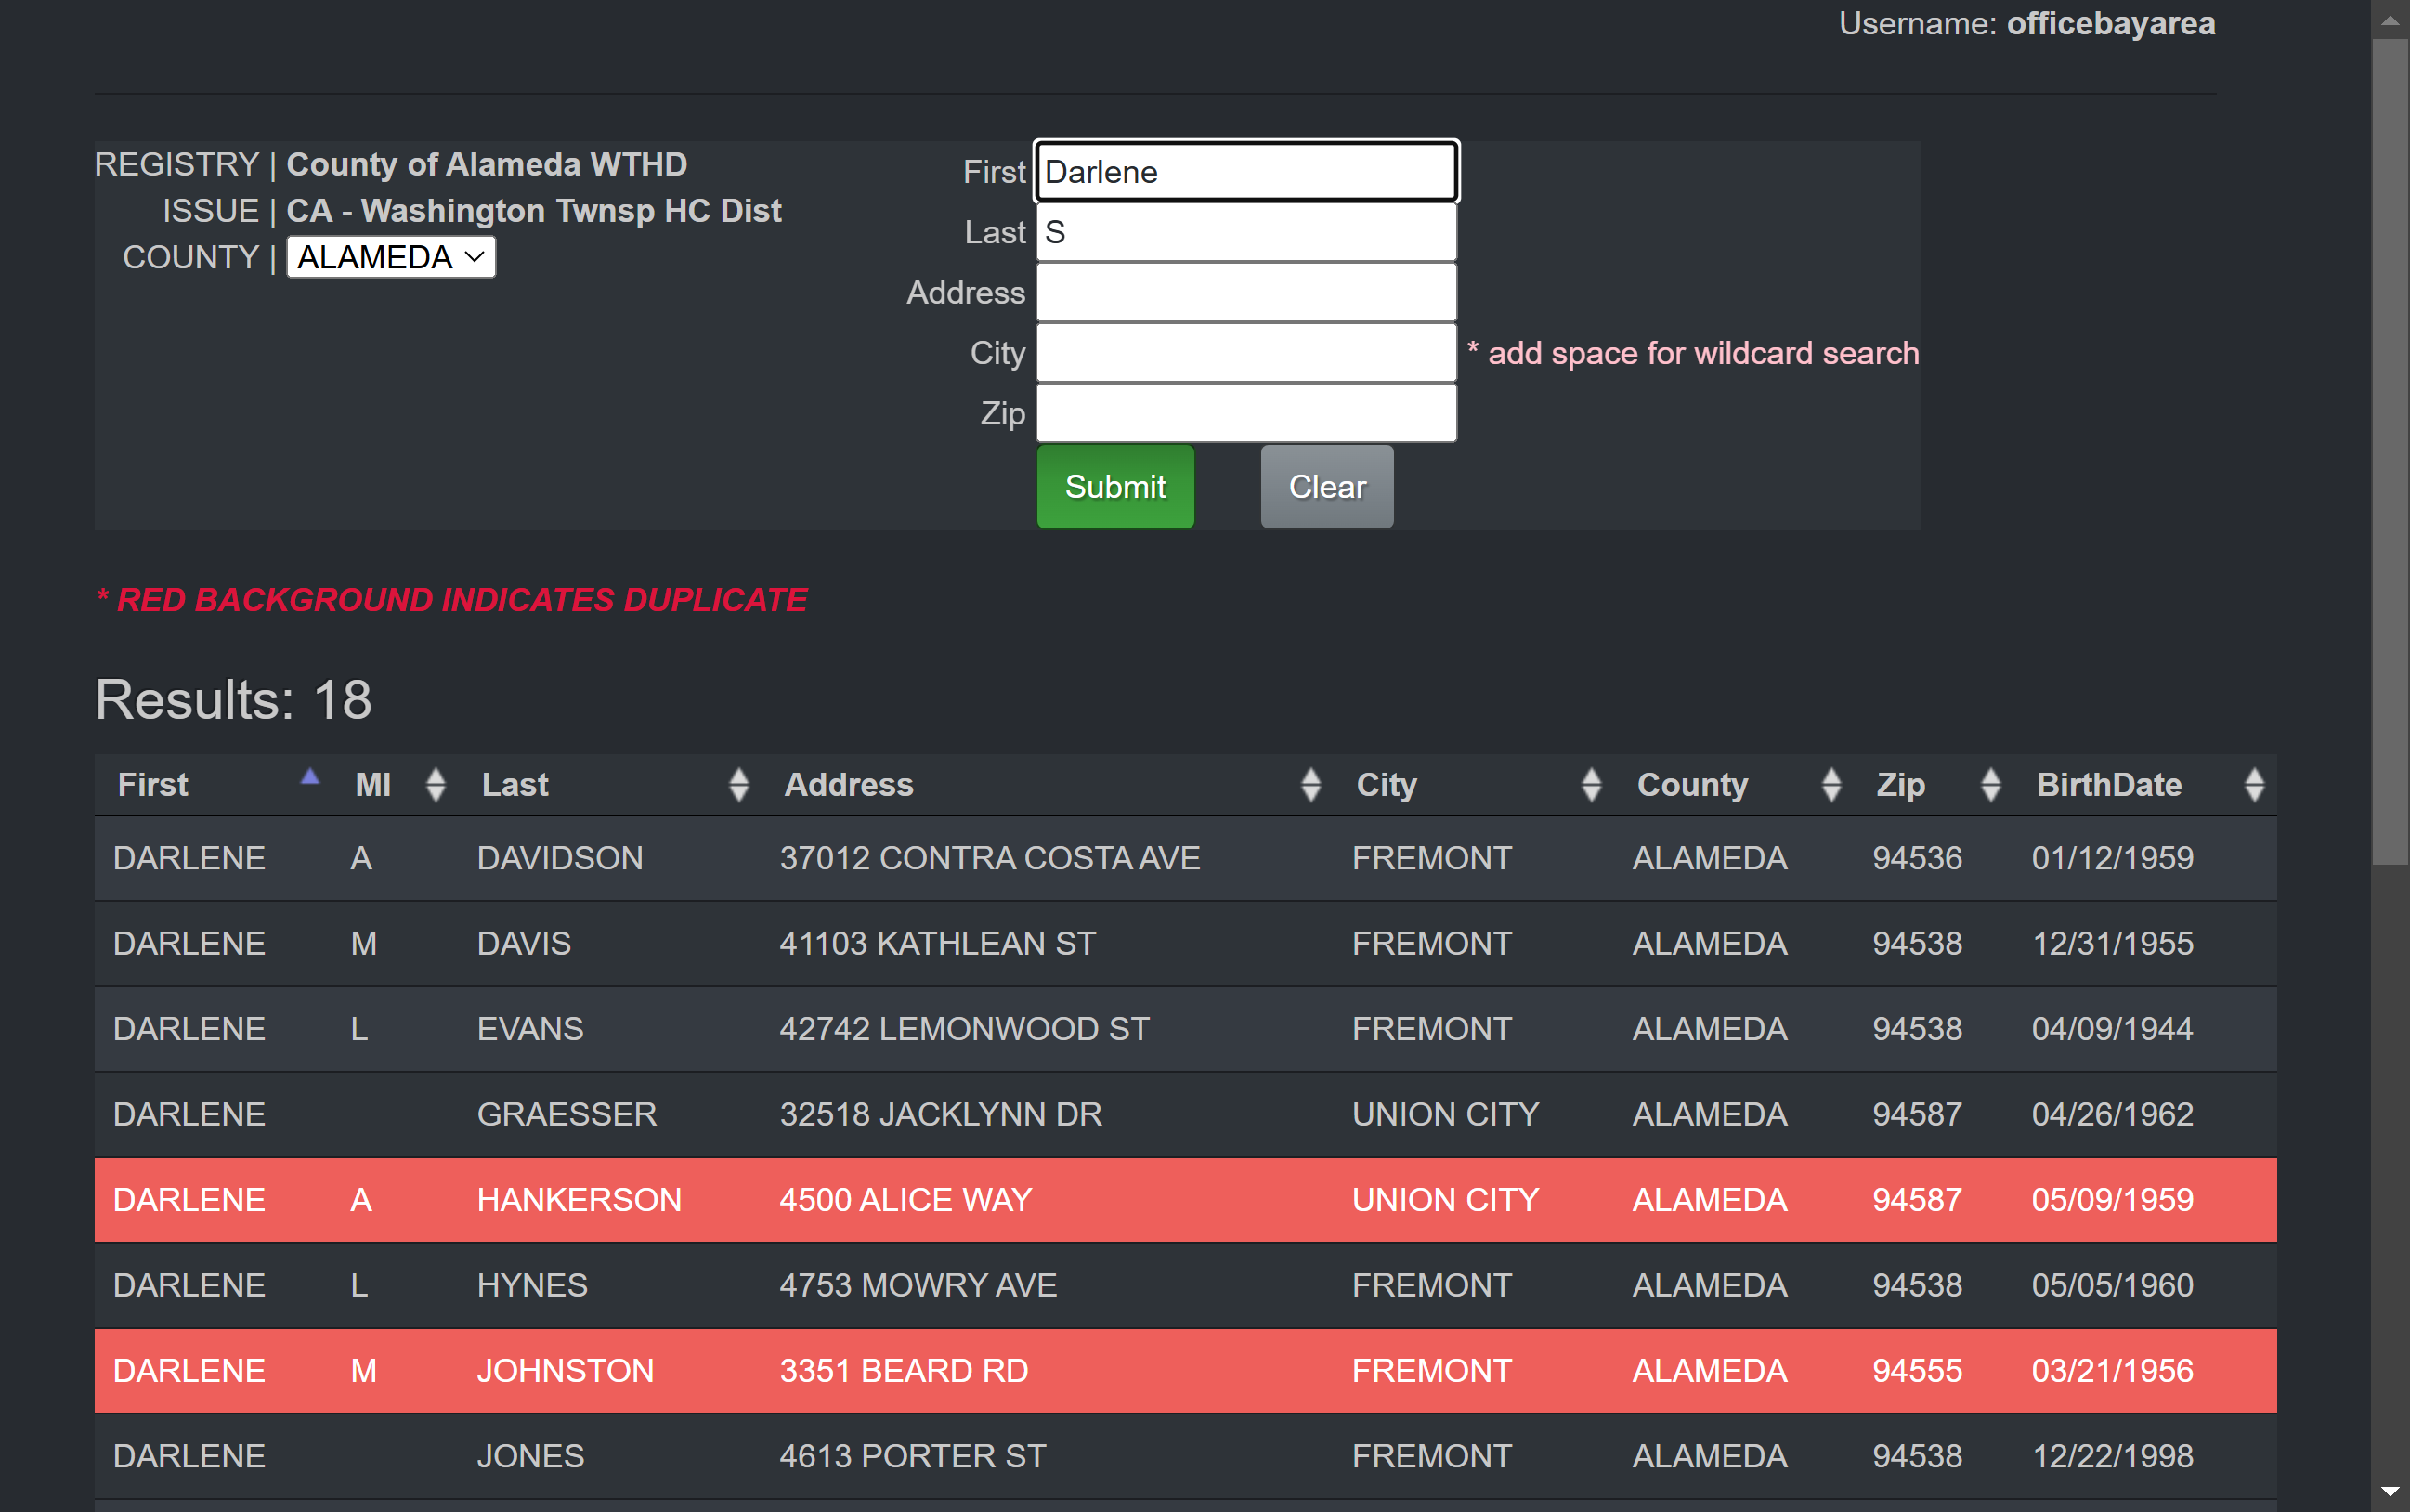 Username: officebayarea
REGISTRY | County of Alameda WTHD
ISSUE | CA - Washington Twnsp HC Dist
COUNTY | ALAMEDA
First Darlene
Last S
Address
City * add space for wildcard search
Zip
Submit Clear
* RED BACKGROUND INDICATES DUPLICATE
Results: 18
First MI Last Address City County Zip BirthDate
DARLENE A DAVIDSON 37012 CONTRA COSTA AVE FREMONT ALAMEDA 94536 01/12/1959
DARLENE M DAVIS 41103 KATHLEAN ST FREMONT ALAMEDA 94538 12/31/1955
DARLENE L EVANS 42742 LEMONWOOD ST FREMONT ALAMEDA 94538 04/09/1944
DARLENE GRAESSER 32518 JACKLYNN DR UNION CITY ALAMEDA 94587 04/26/1962
DARLENE A HANKERSON 4500 ALICE WAY UNION CITY ALAMEDA 94587 05/09/1959
DARLENE L HYNES 4753 MOWRY AVE FREMONT ALAMEDA 94538 05/05/1960
DARLENE M JOHNSTON 3351 BEARD RD FREMONT ALAMEDA 94555 03/21/1956
DARLENE JONES 4613 PORTER ST FREMONT ALAMEDA 94538 12/22/1998